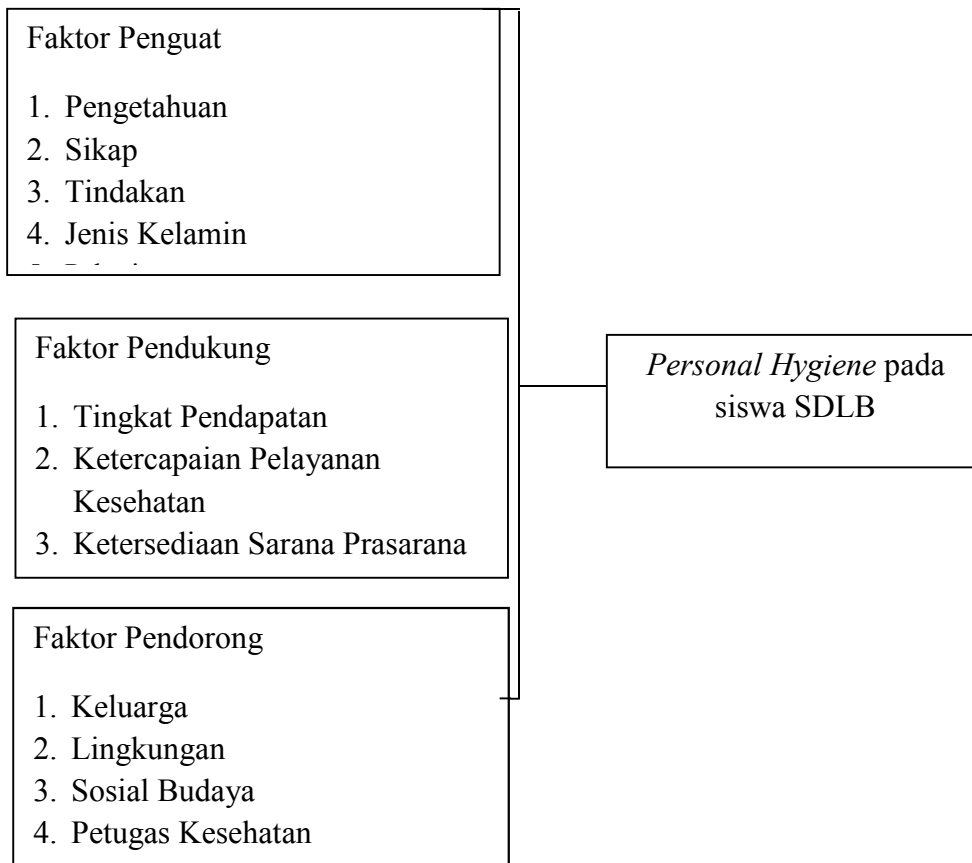 Faktor Penguat
1. Pengetahuan
2. Sikap
3. Tindakan
4. Jenis Kelamin
Faktor Pendukung
1. Tingkat Pendapatan
2. Ketercapaian Pelayanan
Kesehatan
3. Ketersediaan Sarana Prasarana
Faktor Pendorong
1. Keluarga
2. Lingkungan
3. Sosial Budaya
4. Petugas Kesehatan
Personal Hygiene pada
siswa SDLB